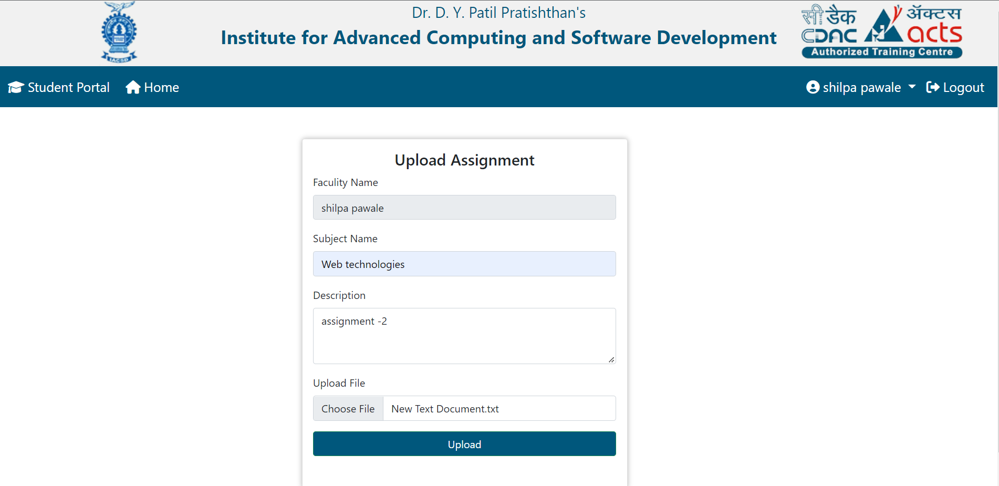 Dr. D. Y. Patil Pratishthan's
Institute for Advanced Computing and Software Development
IACSD
सी डैक
CDAC
ॲक्टस
acts
Authorized Training Centre
Student Portal
Home
shilpa pawale
Logout
Upload Assignment
Faculity Name
shilpa pawale
Subject Name
Web technologies
Description
assignment -2
Upload File
Choose File New Text Document.txt
Upload